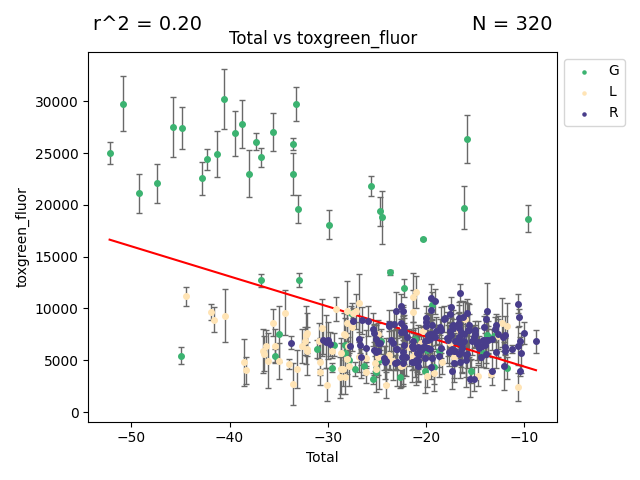 r^2 = 0.20
N = 320
Total vs toxgreen_fluor
G
L
R
30000
25000
20000
15000
10000
5000
0
toxgreen_fluor
−50
−40
−30
−20
−10
Total